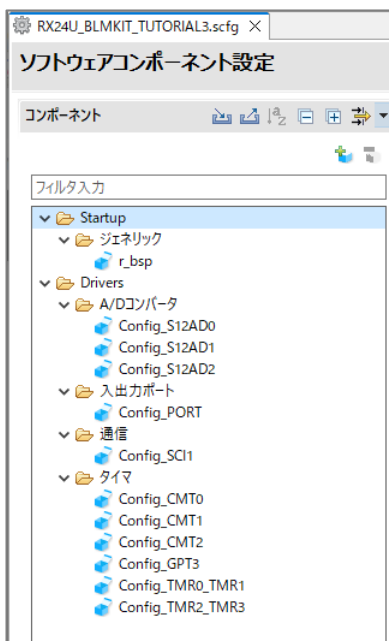 RX24U_BLMKIT_TUTORIAL3.scfg
ソフトウェアコンポーネント設定
コンポーネント
フィルタ入力
Startup
ジェネリック
r_bsp
Drivers
A/Dコンバータ
Config_S12AD0
Config_S12AD1
Config_S12AD2
入出力ポート
Config_PORT
通信
Config_SCI1
タイマ
Config_CMT0
Config_CMT1
Config_CMT2
Config_GPT3
Config_TMR0_TMR1
Config_TMR2_TMR3